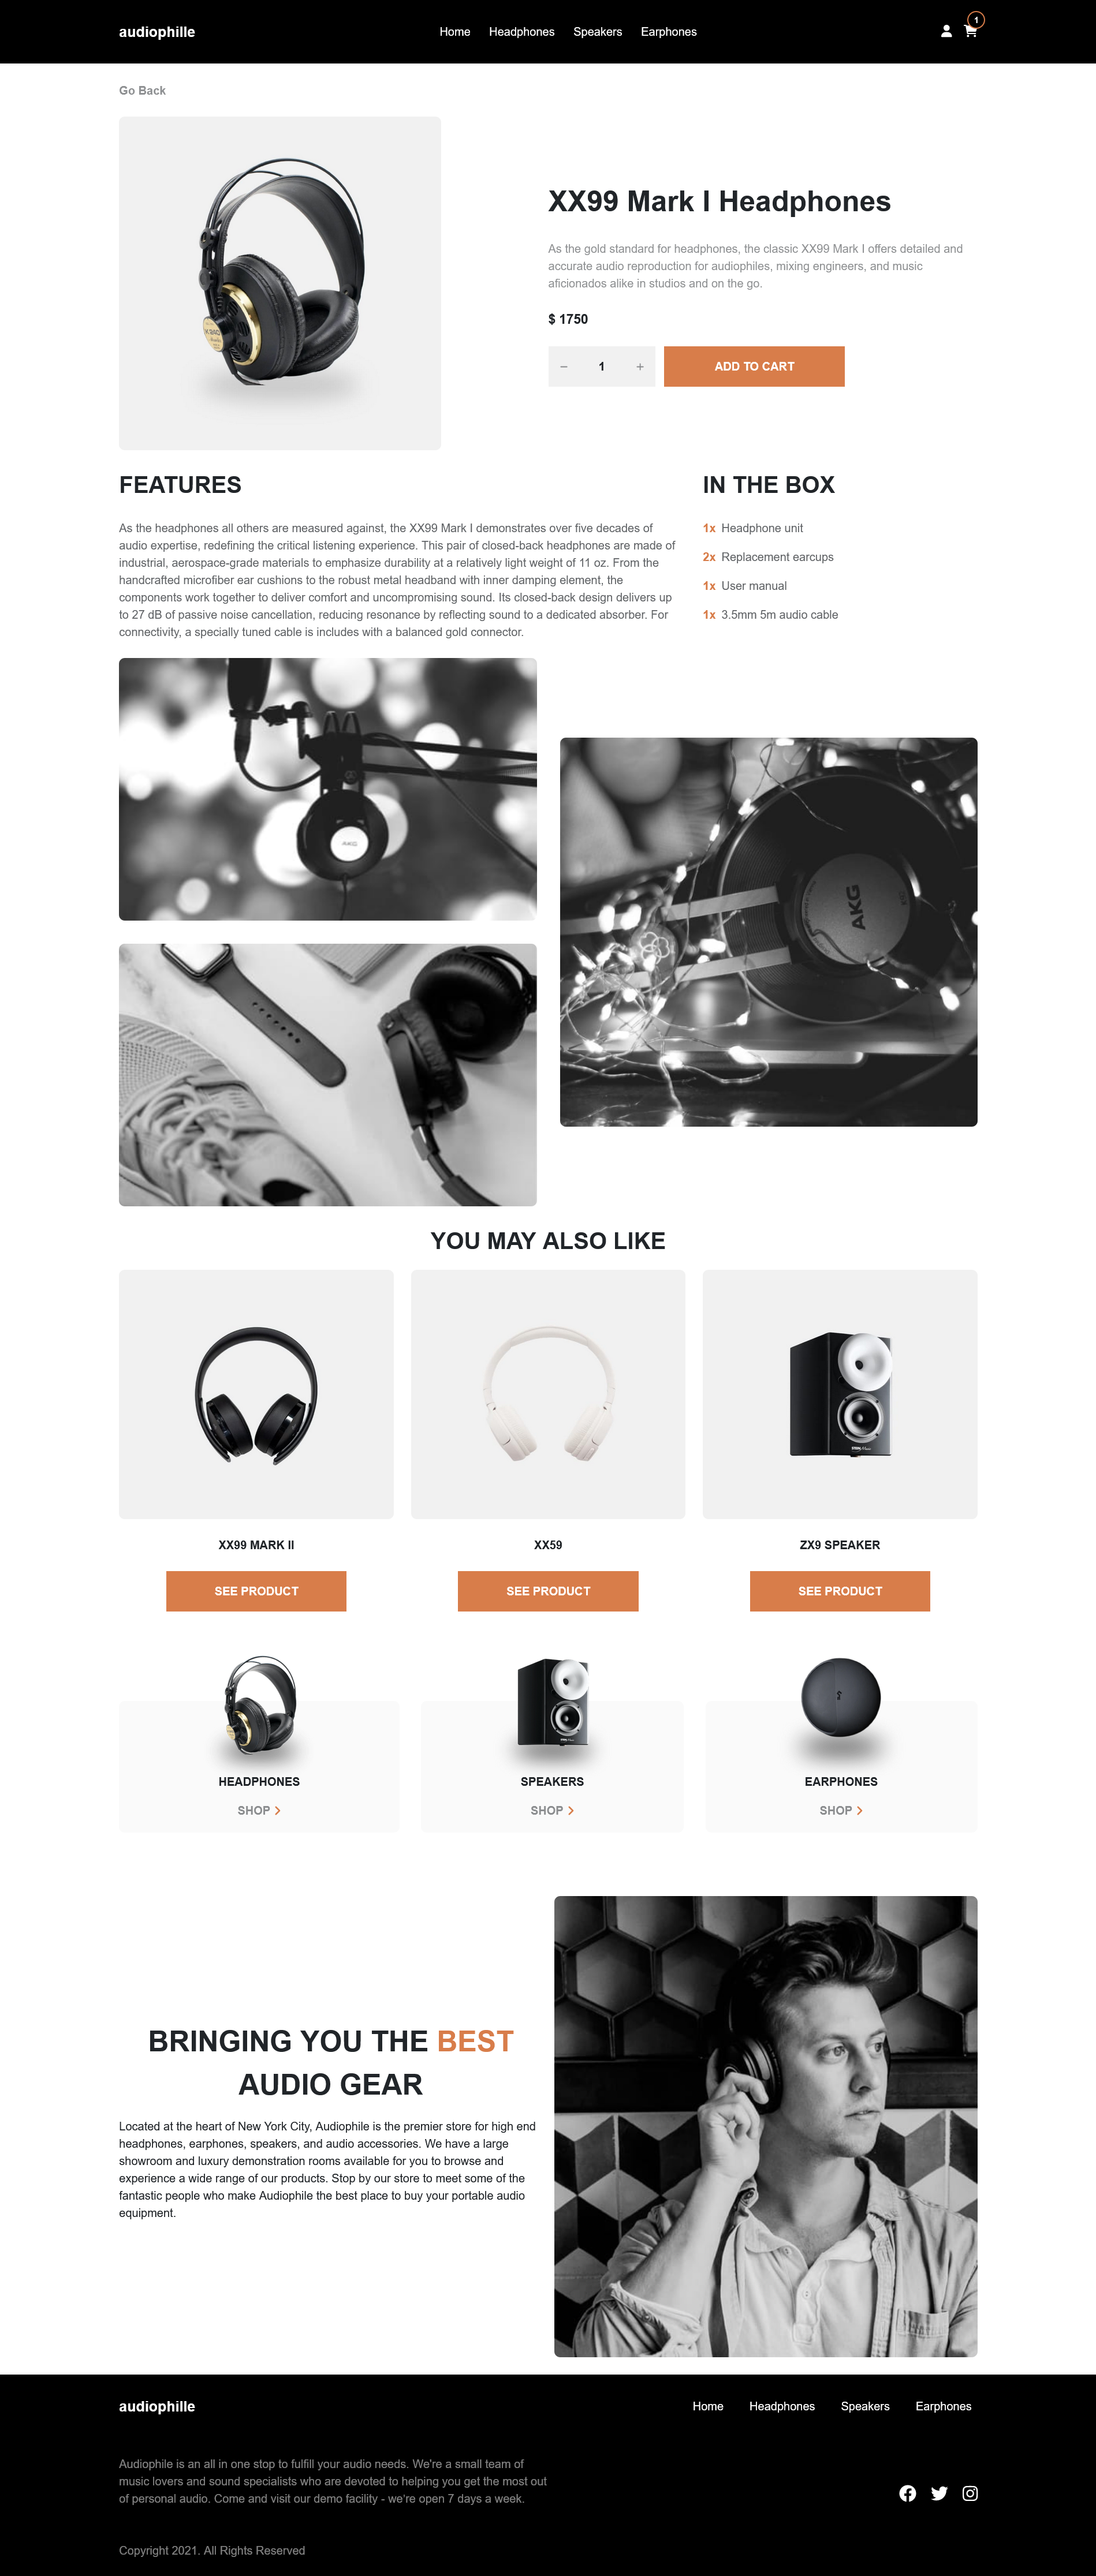 audiophille
Home Headphones Speakers Earphones
1
Go Back
XX99 Mark I Headphones
As the gold standard for headphones, the classic XX99 Mark I offers detailed and
accurate audio reproduction for audiophiles, mixing engineers, and music
aficionados alike in studios and on the go.
$ 1750
− 1 +
ADD TO CART
FEATURES
As the headphones all others are measured against, the XX99 Mark I demonstrates over five decades of
audio expertise, redefining the critical listening experience. This pair of closed-back headphones are made of
industrial, aerospace-grade materials to emphasize durability at a relatively light weight of 11 oz. From the
handcrafted microfiber ear cushions to the robust metal headband with inner damping element, the
components work together to deliver comfort and uncompromising sound. Its closed-back design delivers up
to 27 dB of passive noise cancellation, reducing resonance by reflecting sound to a dedicated absorber. For
connectivity, a specially tuned cable is includes with a balanced gold connector.
IN THE BOX
1x Headphone unit
2x Replacement earcups
1x User manual
1x 3.5mm 5m audio cable
AKG
AKG
YOU MAY ALSO LIKE
XX99 MARK II
SEE PRODUCT
XX59
SEE PRODUCT
ZX9 SPEAKER
SEE PRODUCT
HEADPHONES
SHOP
SPEAKERS
SHOP
EARPHONES
SHOP
BRINGING YOU THE BEST
AUDIO GEAR
Located at the heart of New York City, Audiophile is the premier store for high end
headphones, earphones, speakers, and audio accessories. We have a large
showroom and luxury demonstration rooms available for you to browse and
experience a wide range of our products. Stop by our store to meet some of the
fantastic people who make Audiophile the best place to buy your portable audio
equipment.
audiophille
Home Headphones Speakers Earphones
Audiophile is an all in one stop to fulfill your audio needs. We're a small team of
music lovers and sound specialists who are devoted to helping you get the most out
of personal audio. Come and visit our demo facility - we're open 7 days a week.
Copyright 2021. All Rights Reserved